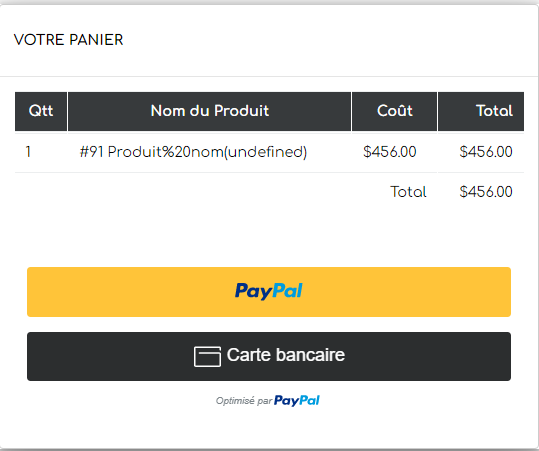 VOTRE PANIER
Qtt Nom du Produit Coût Total
1 #91 Produit%20nom(undefined) $456.00 $456.00
Total $456.00
PayPal
Carte bancaire
Optimisé par PayPal